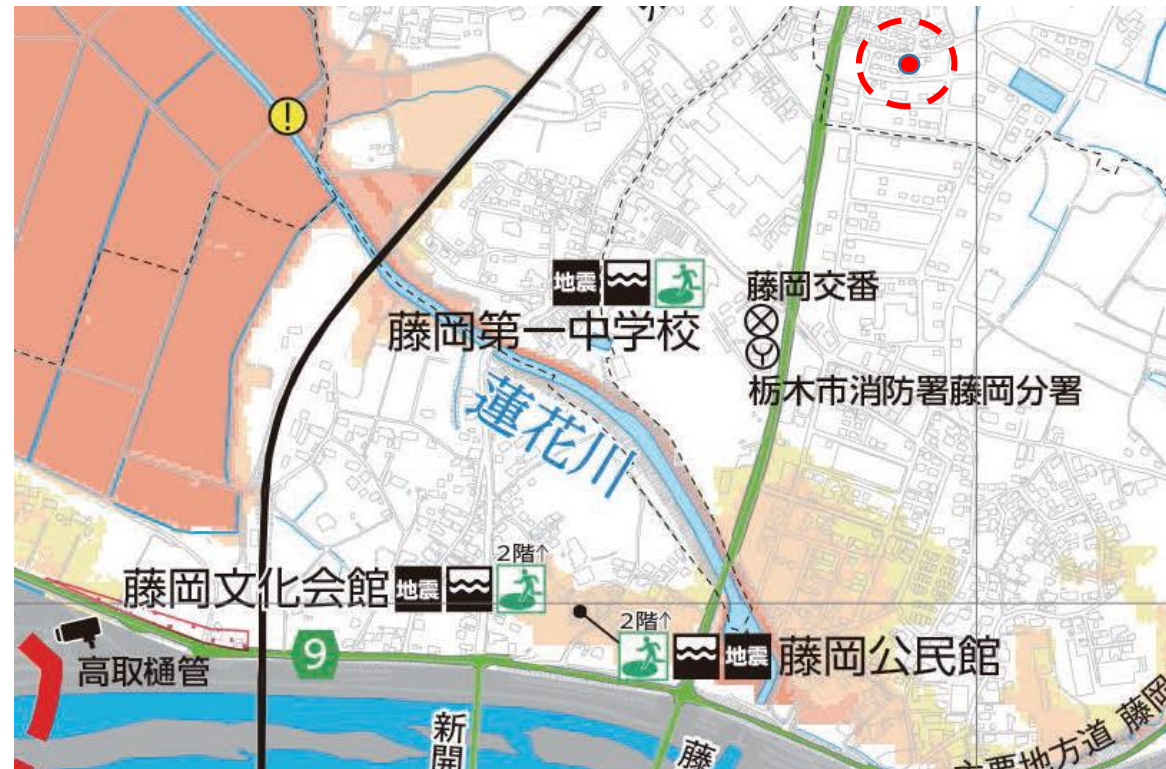 地震
藤岡第一中学校
藤岡交番
栃木市消防署藤岡分署
蓮花川
2階↑
藤岡文化会館 地震
2階↑
地震 藤岡公民館
高取樋管
9
新開
藤
主要地方道 藤岡